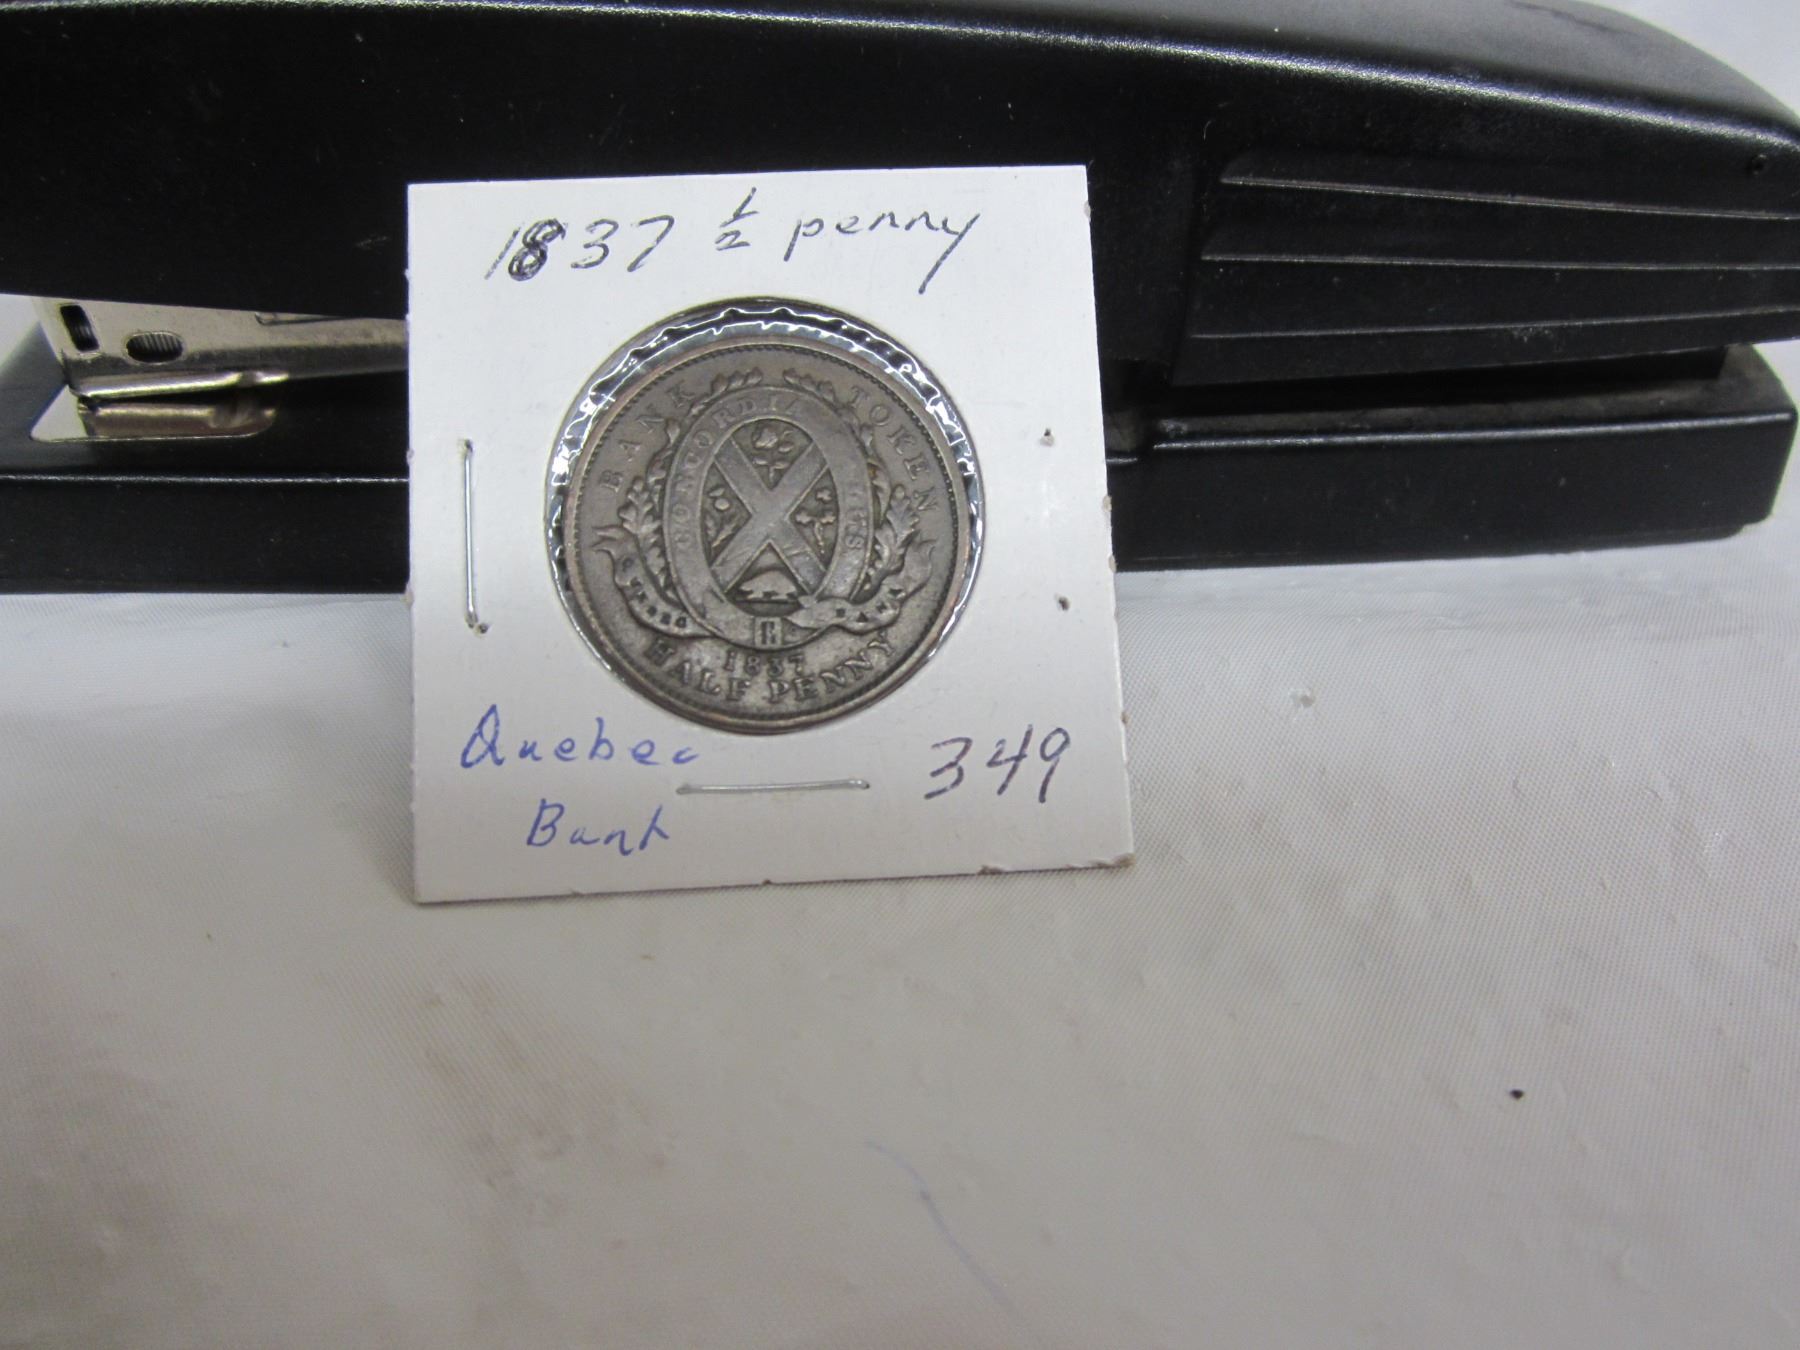 1837 ½ penny
BANK TOKEN
CONCORDIA SALUS
1837
HALF PENNY
Quebec
Bank
349